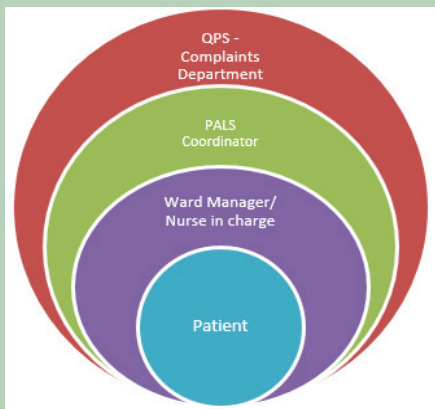 QPS -
Complaints
Department
PALS
Coordinator
Ward Manager/
Nurse in charge
Patient